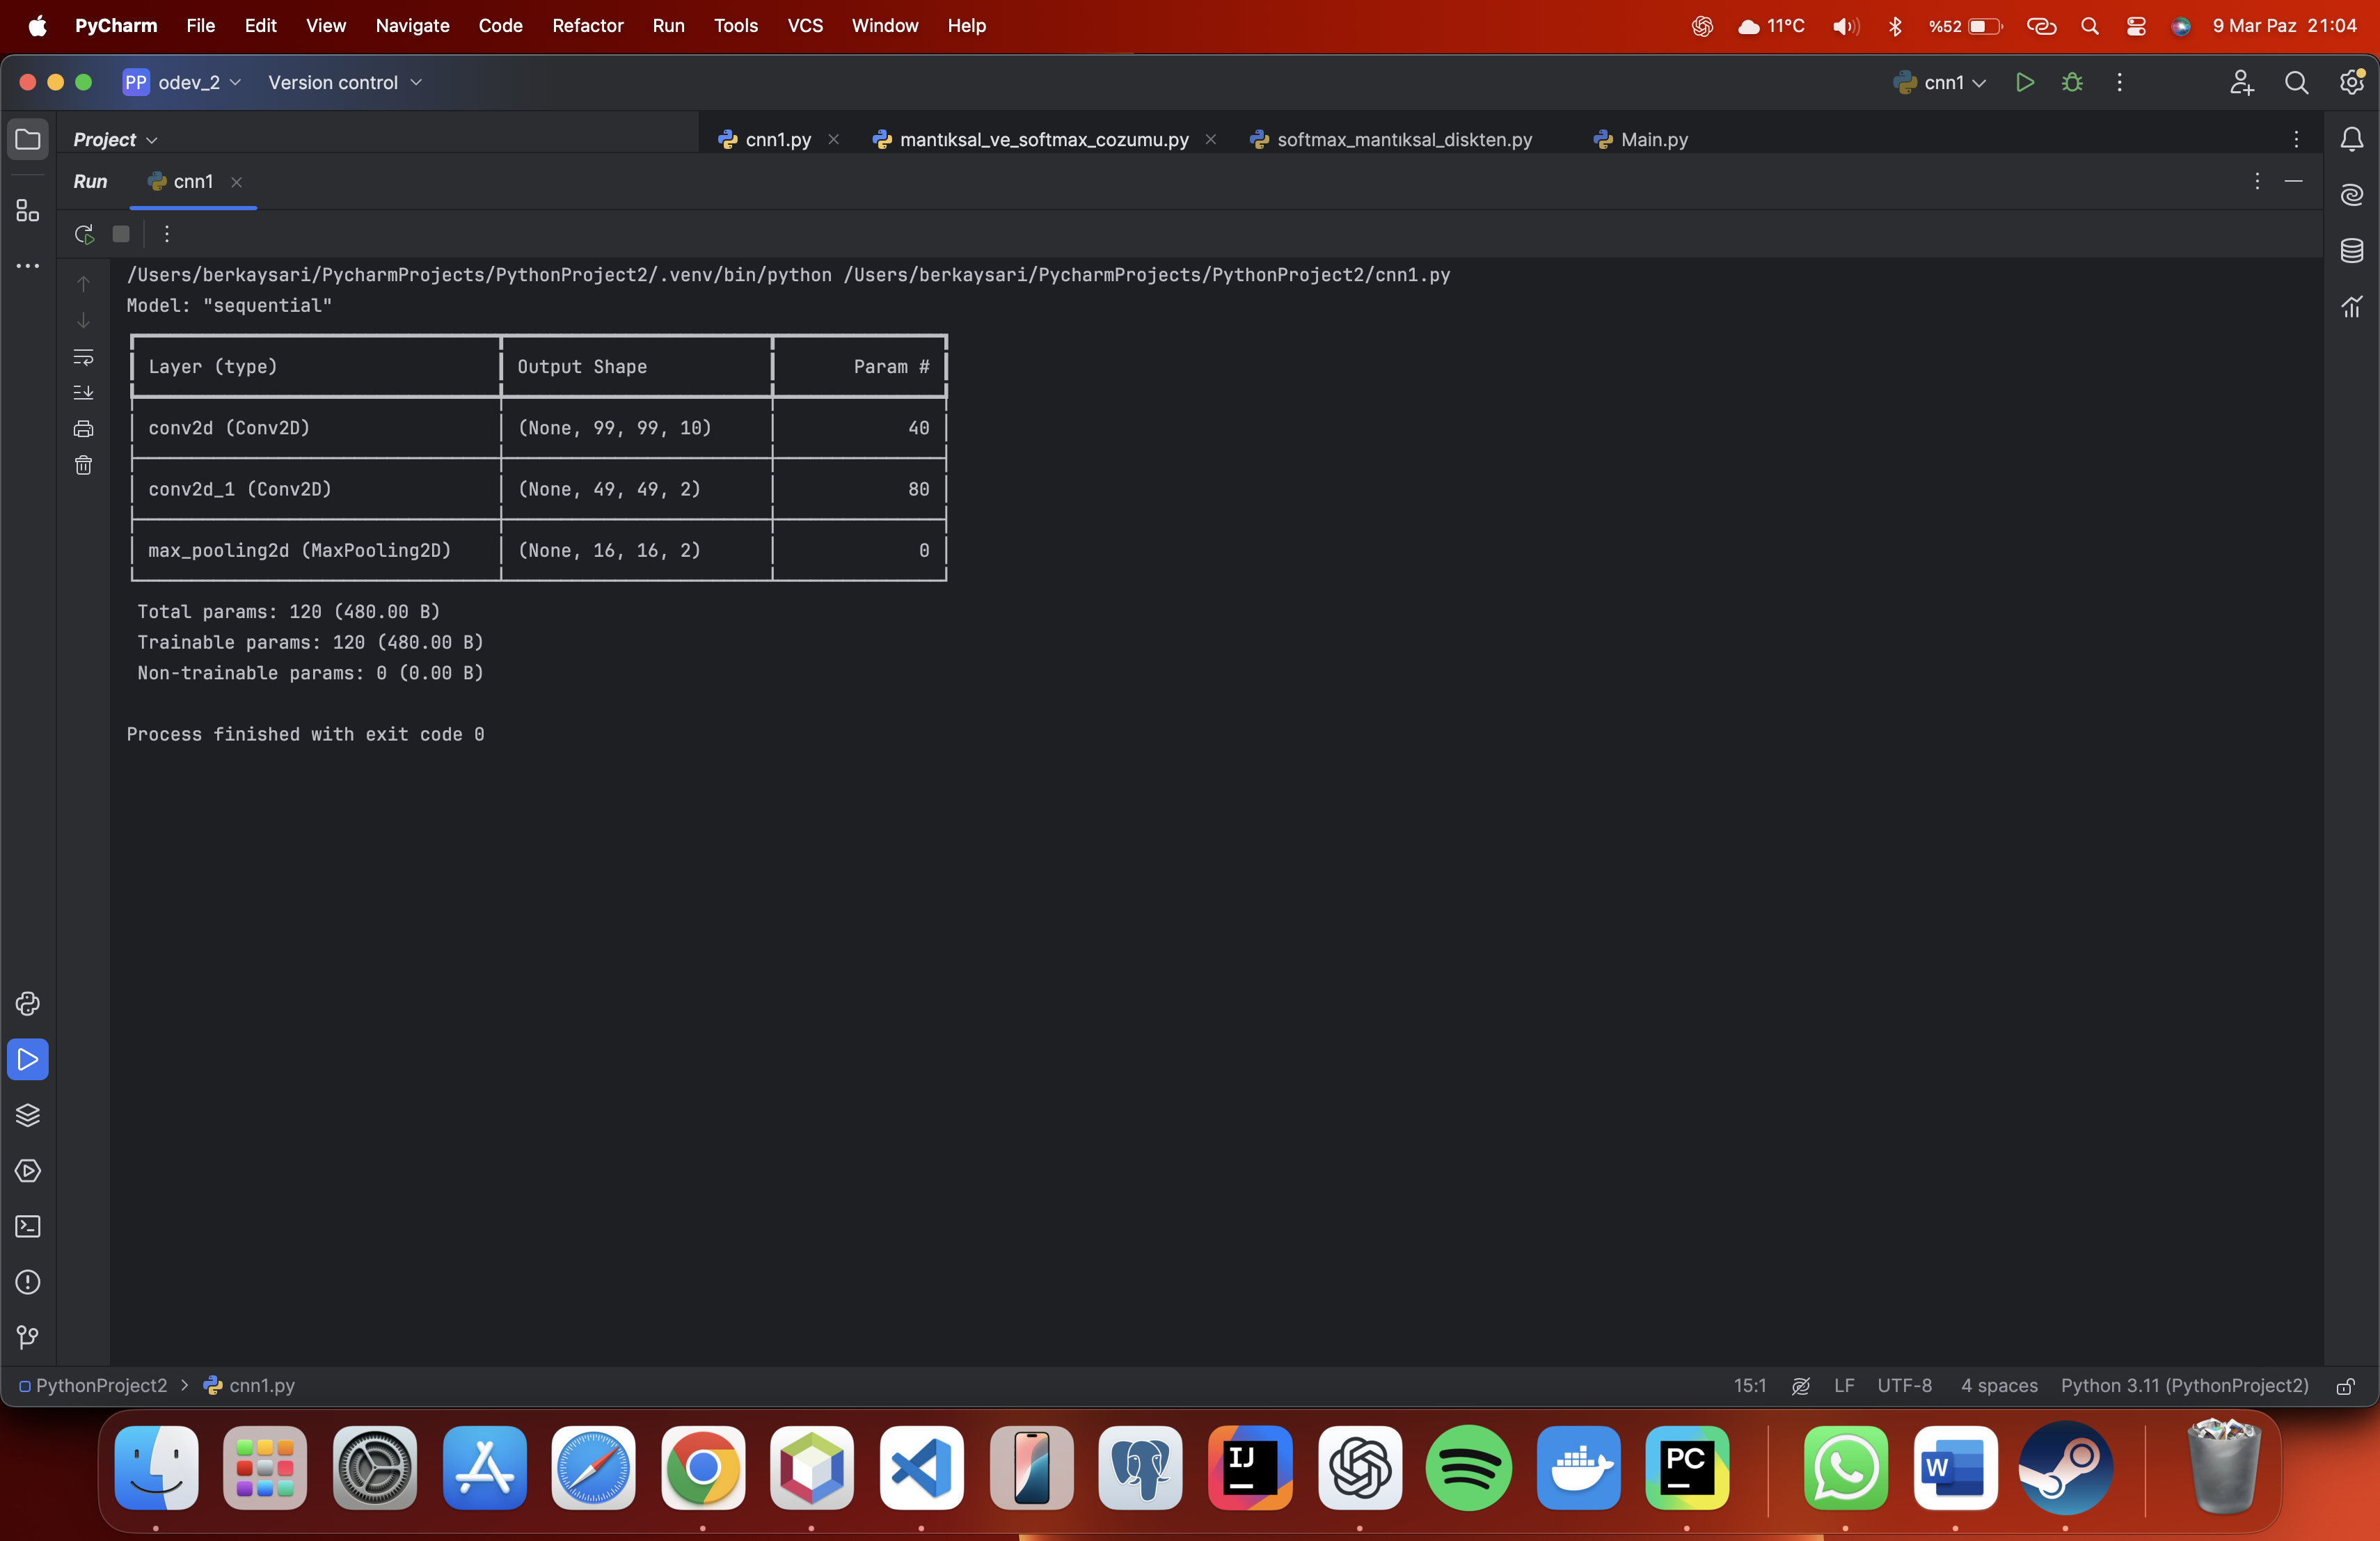 PyCharm File Edit View Navigate Code Refactor Run Tools VCS Window Help 11°C %52 9 Mar Paz 21:04
PP odev_2 Version control cnn1
Project cnn1.py mantıksal_ve_softmax_cozumu.py softmax_mantıksal_diskten.py Main.py
Run cnn1
/Users/berkaysari/PycharmProjects/PythonProject2/.venv/bin/python /Users/berkaysari/PycharmProjects/PythonProject2/cnn1.py
Model: "sequential"
Layer (type) Output Shape Param #
conv2d (Conv2D) (None, 99, 99, 10) 40
conv2d_1 (Conv2D) (None, 49, 49, 2) 80
max_pooling2d (MaxPooling2D) (None, 16, 16, 2) 0
Total params: 120 (480.00 B)
Trainable params: 120 (480.00 B)
Non-trainable params: 0 (0.00 B)
Process finished with exit code 0
PythonProject2 > cnn1.py 15:1 LF UTF-8 4 spaces Python 3.11 (PythonProject2)
IJ PC W